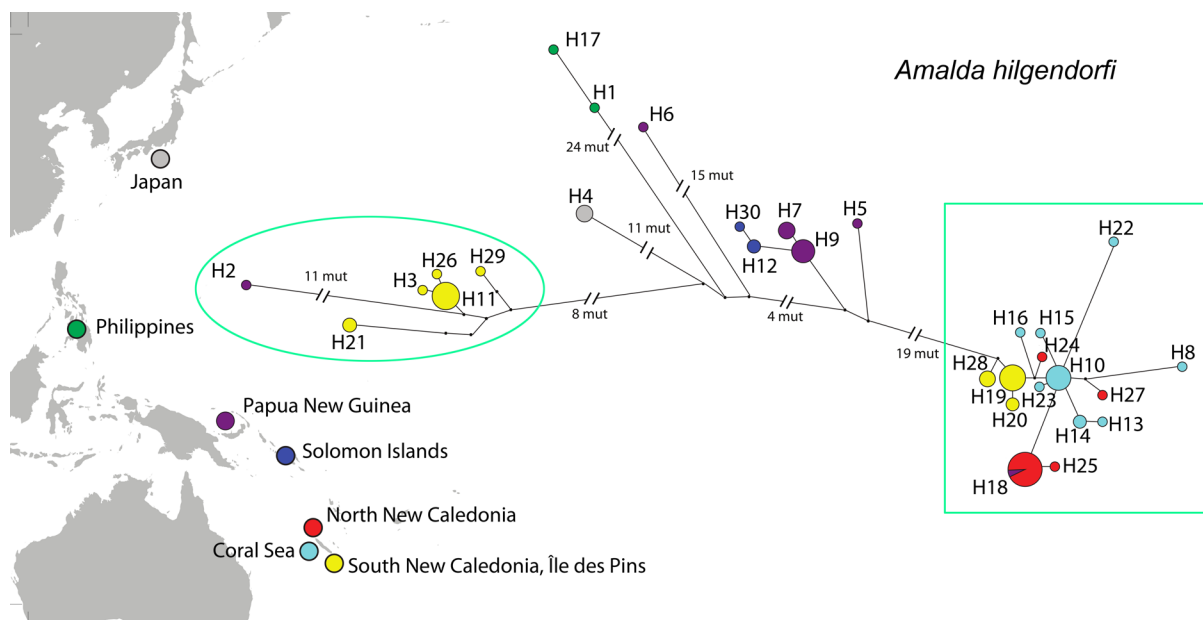 H17
Amalda hilgendorfi
H1
H6
24 mut
15 mut
Japan
H4
H30
H7
H5
11 mut
H9
H22
H12
H26
H29
H2
11 mut
H3
H11
H16
H15
Philippines
8 mut
4 mut
H24
H21
H10
H8
19 mut
H28
H27
H19
H23
Papua New Guinea
H20
H14
H13
Solomon Islands
H25
H18
North New Caledonia
Coral Sea
South New Caledonia, Île des Pins